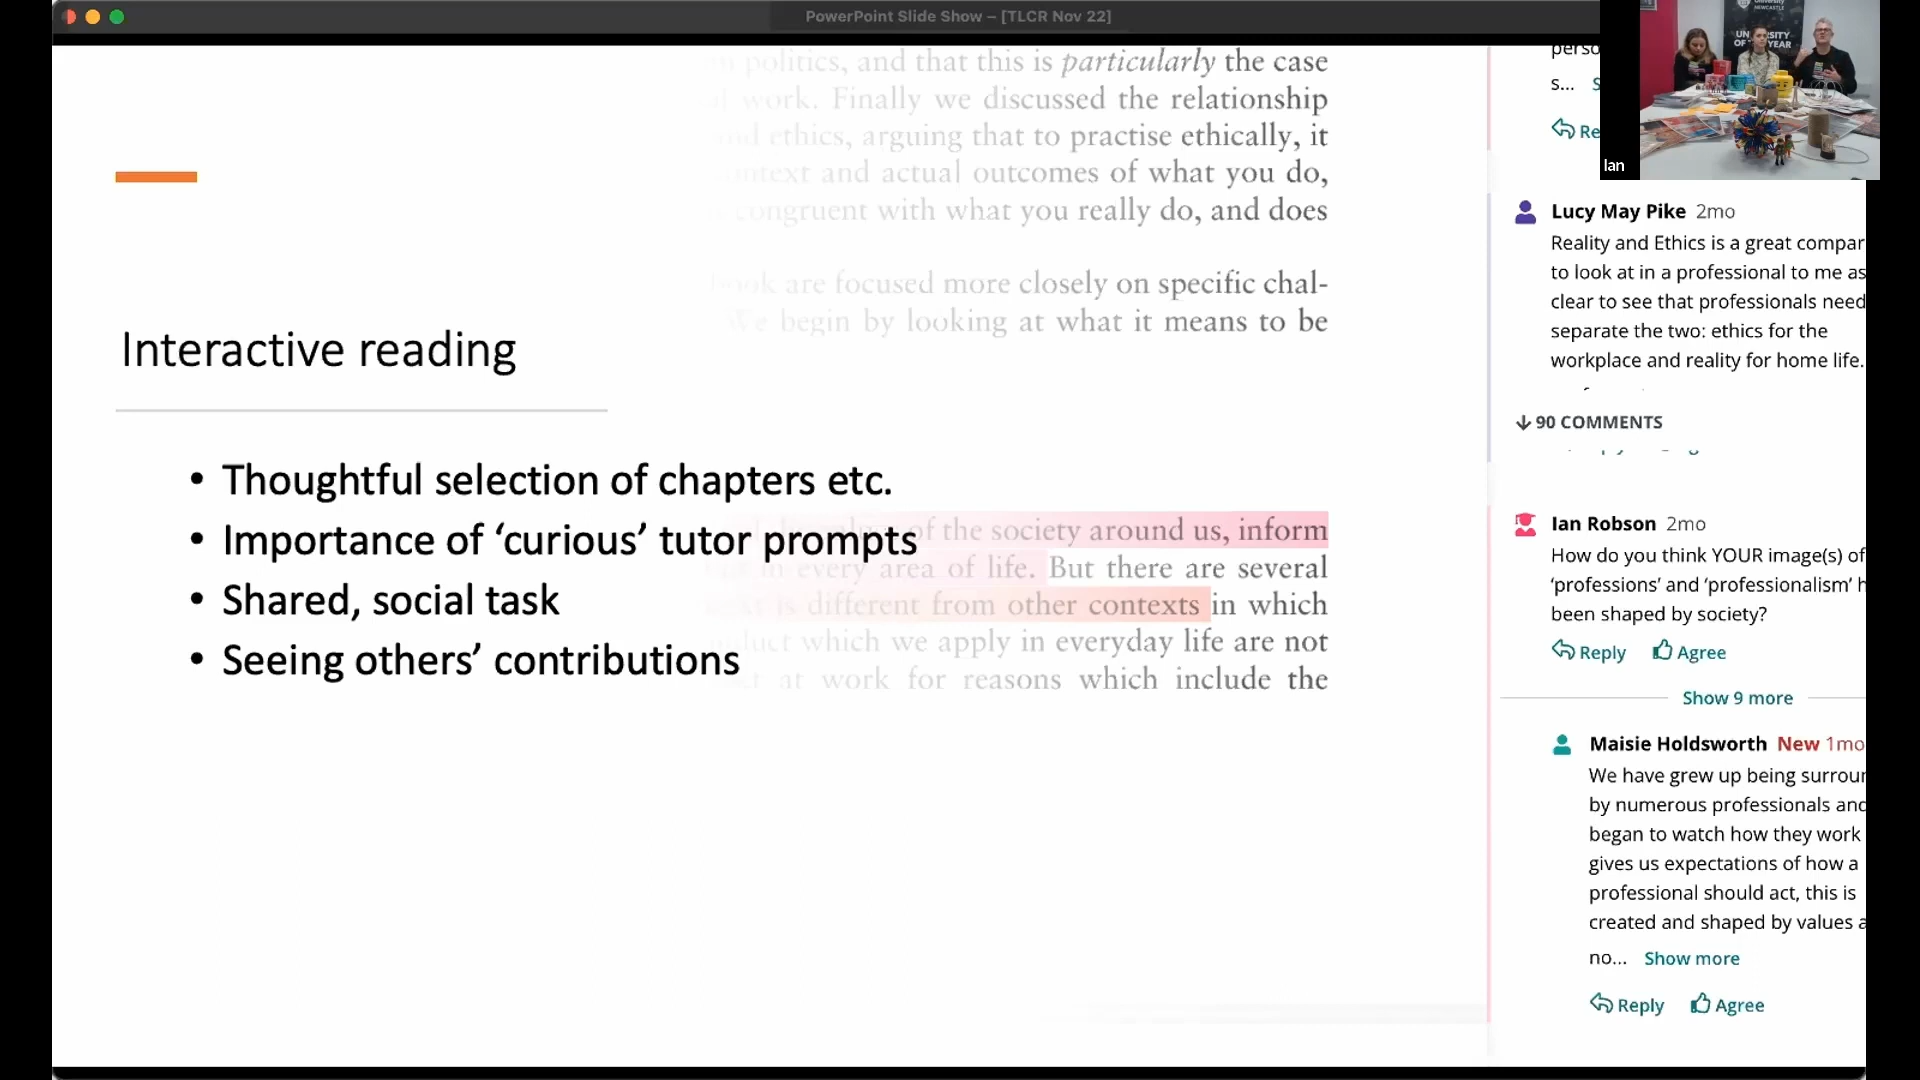 PowerPoint Slide Show – [TLCR Nov 22]
politics, and that this is particularly the case
work. Finally we discussed the relationship
and ethics, arguing that to practise ethically, it
context and actual outcomes of what you do,
congruent with what you really do, and does
book are focused more closely on specific chal-
We begin by looking at what it means to be
Interactive reading
• Thoughtful selection of chapters etc.
• Importance of ‘curious’ tutor prompts
• Shared, social task
• Seeing others’ contributions
of the society around us, inform
in every area of life. But there are several
is different from other contexts in which
which we apply in everyday life are not
at work for reasons which include the
perso
s...
Re
Ian
NEWCASTLE
Lucy May Pike 2mo
Reality and Ethics is a great compar
to look at in a professional to me as
clear to see that professionals need
separate the two: ethics for the
workplace and reality for home life.
90 COMMENTS
Ian Robson 2mo
How do you think YOUR image(s) of
‘professions’ and ‘professionalism’ h
been shaped by society?
Reply Agree
Show 9 more
Maisie Holdsworth New 1mo
We have grew up being surrour
by numerous professionals and
began to watch how they work
gives us expectations of how a
professional should act, this is
created and shaped by values a
no... Show more
Reply Agree